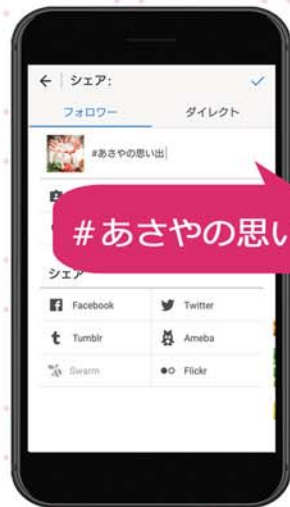 シェア:
フォロワー ダイレクト
#あさやの思い出
#あさやの思い
シェア
Facebook Twitter
Tumblr Ameba
Swarm Flickr